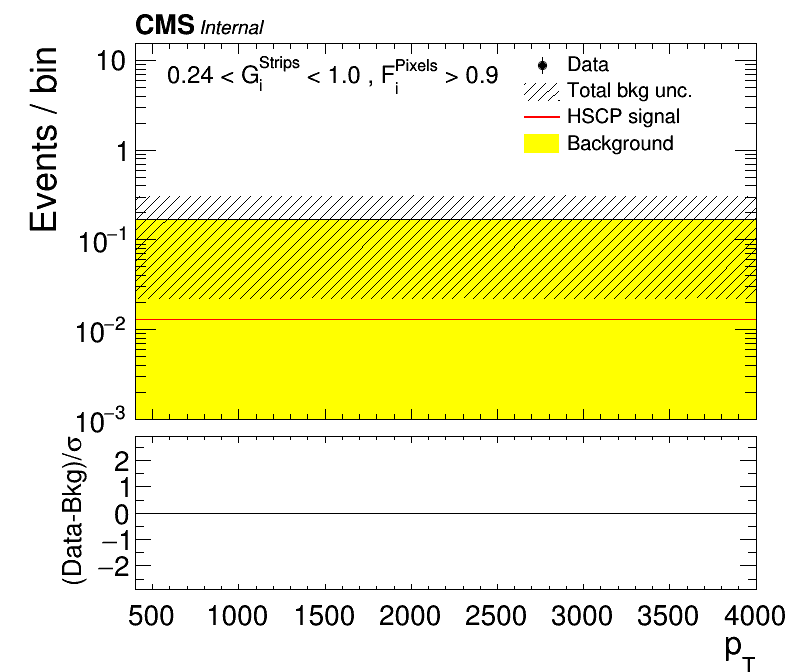 CMS Internal
Events / bin
10
1
10⁻¹
10⁻²
10⁻³
0.24 < G_i^Strips < 1.0 , F_i^Pixels > 0.9
Data
Total bkg unc.
HSCP signal
Background
(Data-Bkg)/σ
2
1
0
−1
−2
500 1000 1500 2000 2500 3000 3500 4000
p_T